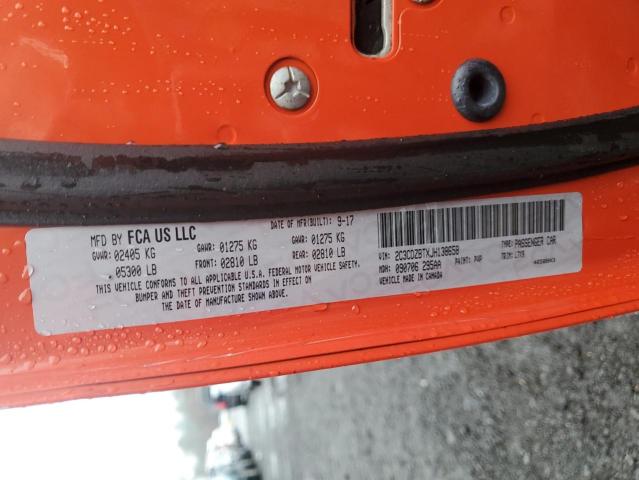 MFD BY FCA US LLC
DATE OF MFR(BUILT) 9-17
GVWR: 02405 KG
GAWR: 01275 KG
GAWR: 01275 KG
05300 LB
FRONT: 02810 LB
REAR: 02810 LB
THIS VEHICLE CONFORMS TO ALL APPLICABLE U.S.A. FEDERAL MOTOR VEHICLE SAFETY,
BUMPER AND THEFT PREVENTION STANDARDS IN EFFECT ON
THE DATE OF MANUFACTURE SHOWN ABOVE.
VIN: 2C3CDZBTXJH138658
TYPE: PASSENGER CAR
MDH: 090706 295AA
PAINT: PVP
TRIM: LTX9
VEHICLE MADE IN CANADA